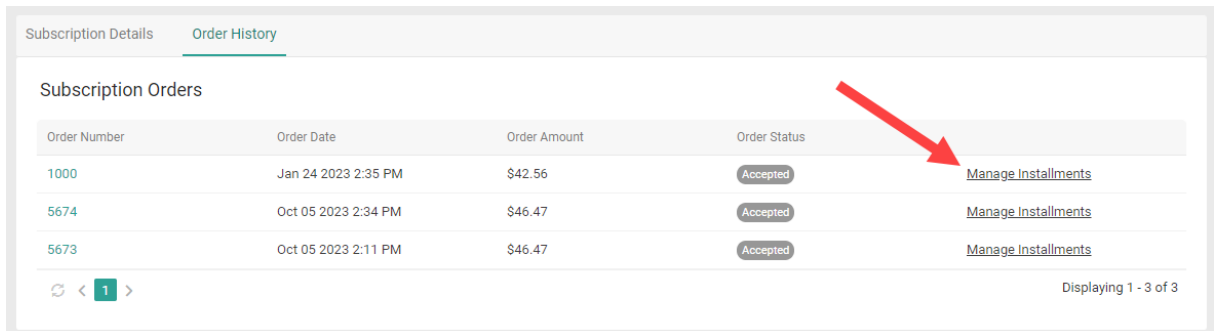 Subscription Details Order History
Subscription Orders
Order Number Order Date Order Amount Order Status
1000 Jan 24 2023 2:35 PM $42.56 Accepted Manage Installments
5674 Oct 05 2023 2:34 PM $46.47 Accepted Manage Installments
5673 Oct 05 2023 2:11 PM $46.47 Accepted Manage Installments
1 Displaying 1 - 3 of 3